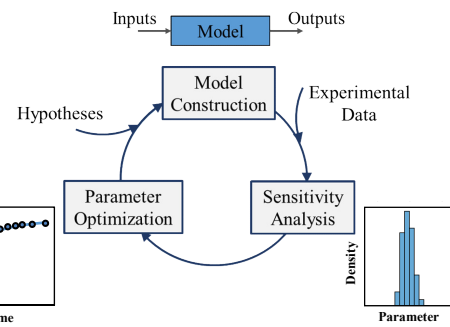 Inputs
Outputs
Model
Model
Construction
Hypotheses
Experimental
Data
Parameter
Optimization
Sensitivity
Analysis
Density
Parameter